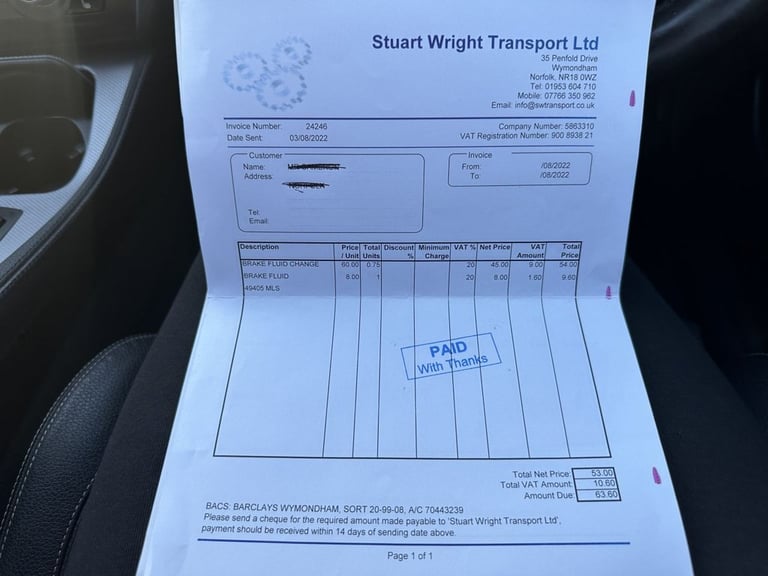 Stuart Wright Transport Ltd
35 Penfold Drive
Wymondham
Norfolk, NR18 0WZ
Tel: 01953 604 710
Mobile: 07766 350 962
Email: info@swtransport.co.uk
Invoice Number: 24246
Company Number: 5863310
Date Sent: 03/08/2022
VAT Registration Number: 900 8938 21
Customer
Invoice
Name:
From: /08/2022
Address:
To: /08/2022
Tel:
Email:
Description Price / Unit Total Units Discount % Minimum Charge VAT % Net Price VAT Amount Total Price
BRAKE FLUID CHANGE 60.00 0.75 20 45.00 9.00 54.00
BRAKE FLUID 8.00 1 20 8.00 1.60 9.60
49405 MLS
PAID
With Thanks
Total Net Price: 53.00
Total VAT Amount: 10.60
Amount Due: 63.60
BACS: BARCLAYS WYMONDHAM, SORT 20-99-08, A/C 70443239
Please send a cheque for the required amount made payable to 'Stuart Wright Transport Ltd',
payment should be received within 14 days of sending date above.
Page 1 of 1